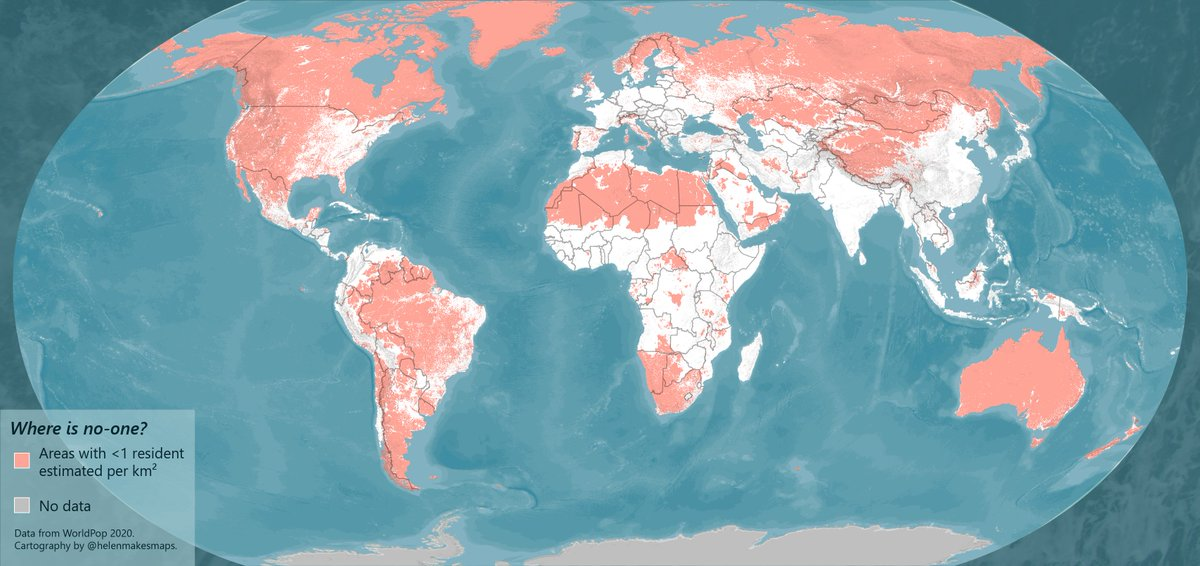 Where is no-one?
Areas with <1 resident
estimated per km²
No data
Data from WorldPop 2020.
Cartography by @helenmakesmaps.